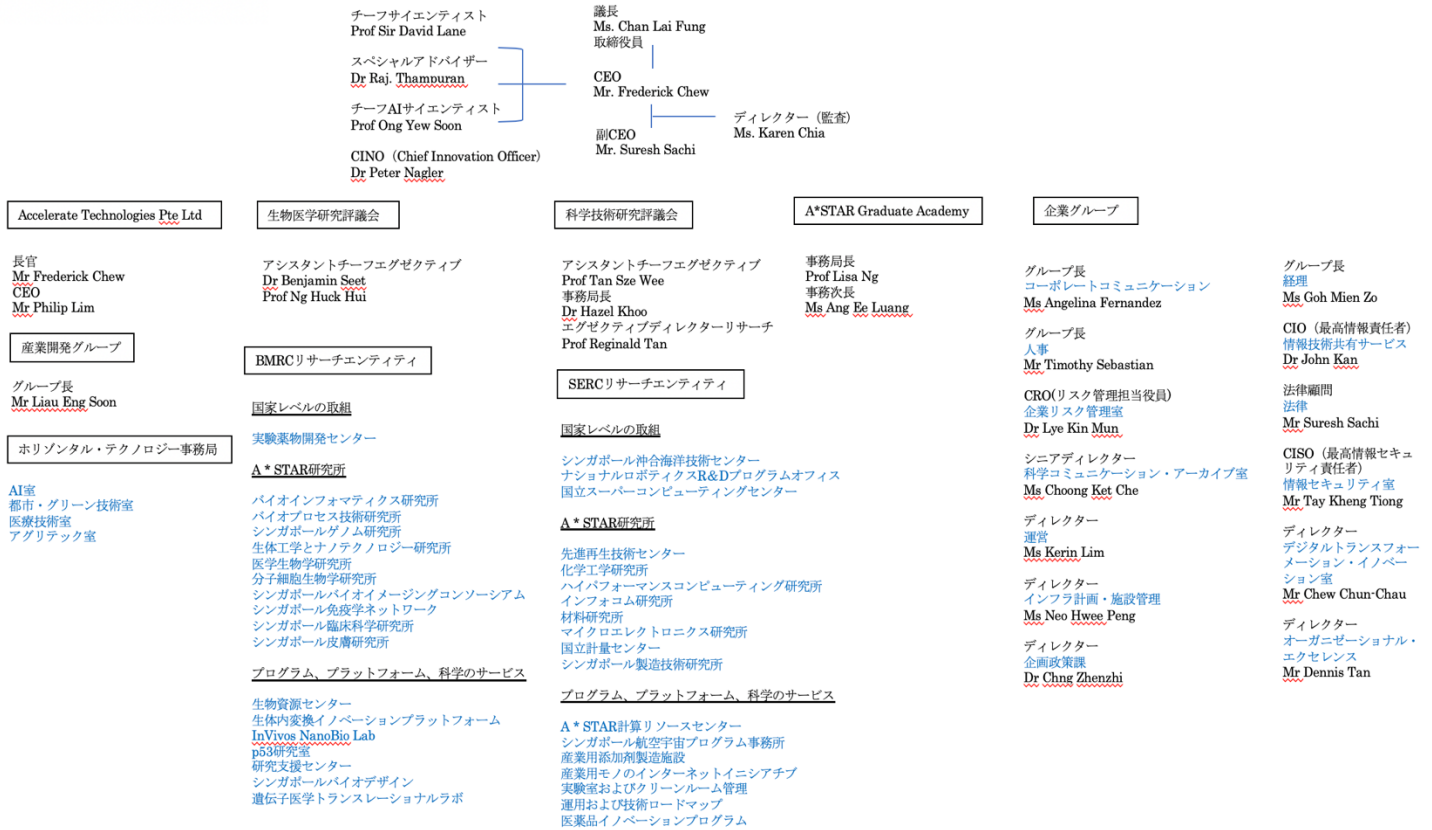 チーフサイエンティスト
Prof Sir David Lane
スペシャルアドバイザー
Dr Raj. Thampuran
チーフAIサイエンティスト
Prof Ong Yew Soon
CINO（Chief Innovation Officer）
Dr Peter Nagler
議長
Ms. Chan Lai Fung
取締役員
CEO
Mr. Frederick Chew
副CEO
Mr. Suresh Sachi
ディレクター（監査）
Ms. Karen Chia
Accelerate Technologies Pte Ltd
長官
Mr Frederick Chew
CEO
Mr Philip Lim
産業開発グループ
グループ長
Mr Liau Eng Soon
ホリゾンタル・テクノロジー事務局
AI室
都市・グリーン技術室
医療技術室
アグリテック室
生物医学研究評議会
アシスタントチーフエグゼクティブ
Dr Benjamin Seet
Prof Ng Huck Hui
BMRCリサーチエンティティ
国家レベルの取組
実験薬物開発センター
A * STAR研究所
バイオインフォマティクス研究所
バイオプロセス技術研究所
シンガポールゲノム研究所
生体工学とナノテクノロジー研究所
医学生物学研究所
分子細胞生物学研究所
シンガポールバイオイメージングコンソーシアム
シンガポール免疫学ネットワーク
シンガポール臨床科学研究所
シンガポール皮膚研究所
プログラム、プラットフォーム、科学のサービス
生物資源センター
生体内変換イノベーションプラットフォーム
InVivos NanoBio Lab
p53研究室
研究支援センター
シンガポールバイオデザイン
遺伝子医学トランスレーショナルラボ
科学技術研究評議会
アシスタントチーフエグゼクティブ
Prof Tan Sze Wee
事務局長
Dr Hazel Khoo
エグゼクティブディレクターリサーチ
Prof Reginald Tan
SERCリサーチエンティティ
国家レベルの取組
シンガポール沖合海洋技術センター
ナショナルロボティクスR＆Dプログラムオフィス
国立スーパーコンピューティングセンター
A * STAR研究所
先進再生技術センター
化学工学研究所
ハイパフォーマンスコンピューティング研究所
インフォコム研究所
材料研究所
マイクロエレクトロニクス研究所
国立計量センター
シンガポール製造技術研究所
プログラム、プラットフォーム、科学のサービス
A * STAR計算リソースセンター
シンガポール航空宇宙プログラム事務所
産業用添加剤製造施設
産業用モノのインターネットイニシアチブ
実験室およびクリーンルーム管理
運用および技術ロードマップ
医薬品イノベーションプログラム
A*STAR Graduate Academy
事務局長
Prof Lisa Ng
事務次長
Ms Ang Ee Luang
企業グループ
グループ長
コーポレートコミュニケーション
Ms Angelina Fernandez
グループ長
人事
Mr Timothy Sebastian
CRO(リスク管理担当役員)
企業リスク管理室
Dr Lye Kin Mun
シニアディレクター
科学コミュニケーション・アーカイブ室
Ms Choong Ket Che
ディレクター
運営
Ms Kerin Lim
ディレクター
インフラ計画・施設管理
Ms Neo Hwee Peng
ディレクター
企画政策課
Dr Chng Zhenzhi
グループ長
経理
Ms Goh Mien Zo
CIO（最高情報責任者）
情報技術共有サービス
Dr John Kan
法律顧問
法律
Mr Suresh Sachi
CISO（最高情報セキュ
リティ責任者）
情報セキュリティ室
Mr Tay Kheng Tiong
ディレクター
デジタルトランスフォー
メーション・イノベー
ション室
Mr Chew Chun-Chau
ディレクター
オーガニゼーショナル・
エクセレンス
Mr Dennis Tan